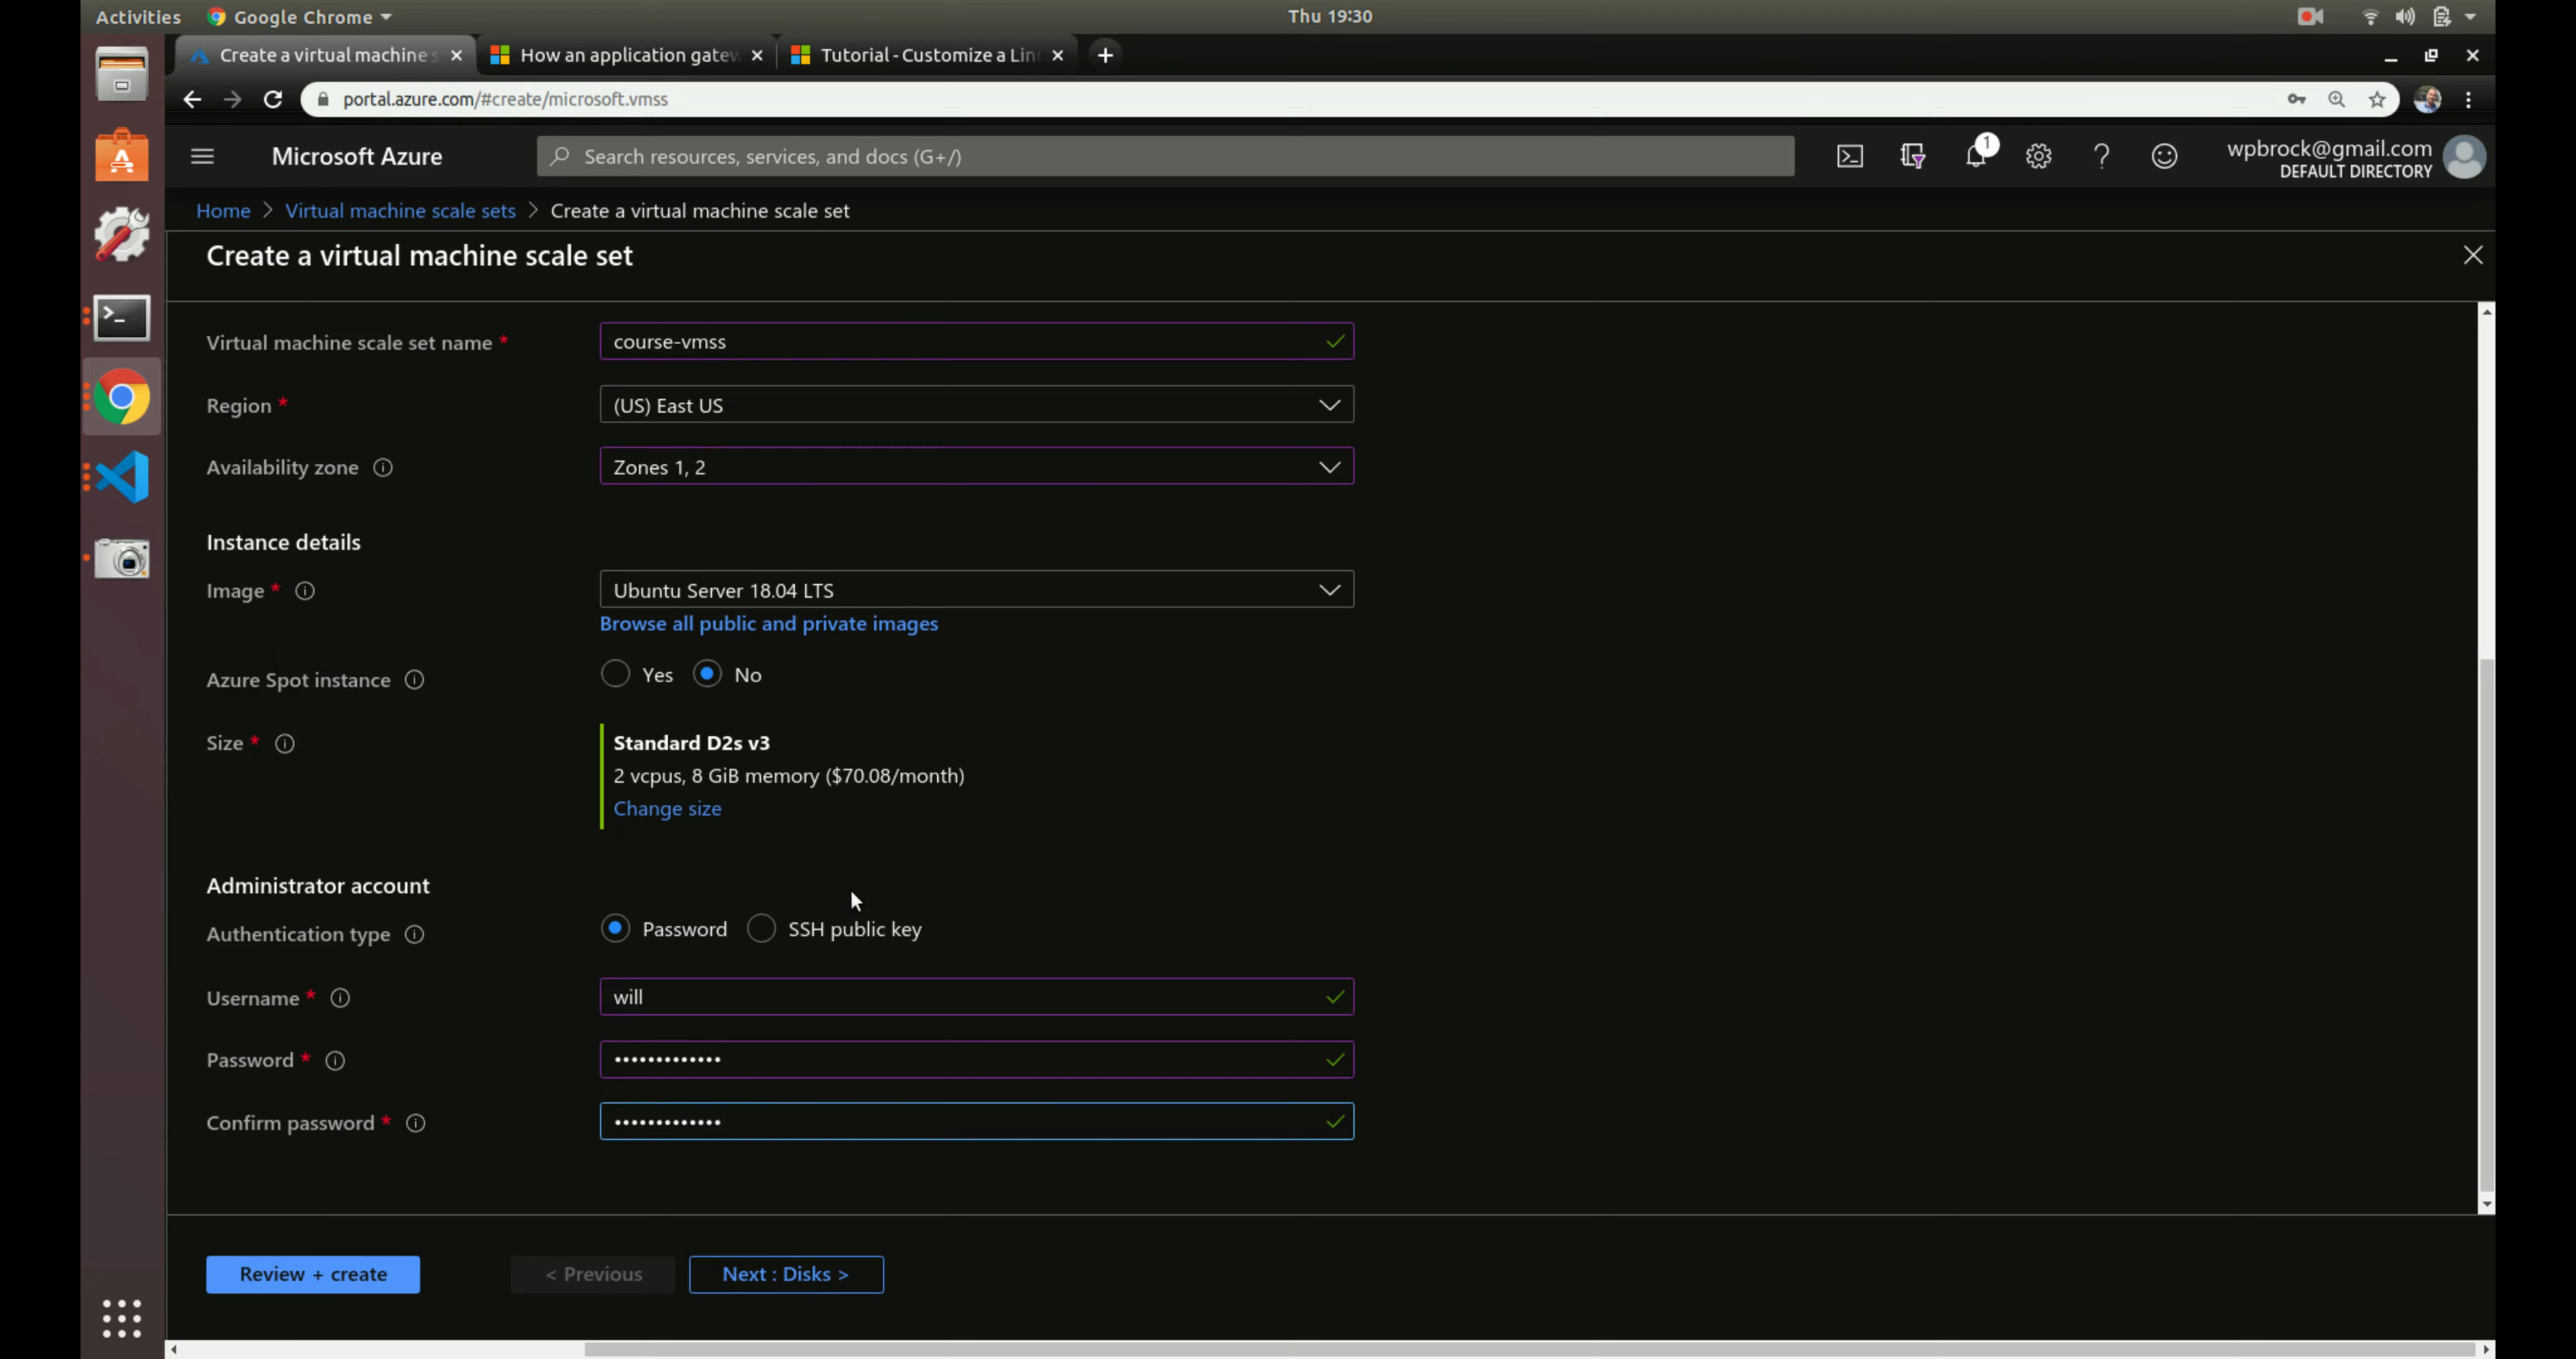 Activities
Google Chrome
Thu 19:30
Create a virtual machine s
How an application gatew
Tutorial - Customize a Lin
portal.azure.com/#create/microsoft.vmss
Microsoft Azure
Search resources, services, and docs (G+/)
1
wpbrock@gmail.com
DEFAULT DIRECTORY
Home > Virtual machine scale sets > Create a virtual machine scale set
Create a virtual machine scale set
Virtual machine scale set name *
course-vmss
Region *
(US) East US
Availability zone
Zones 1, 2
Instance details
Image *
Ubuntu Server 18.04 LTS
Browse all public and private images
Azure Spot instance
Yes
No
Size *
Standard D2s v3
2 vcpus, 8 GiB memory ($70.08/month)
Change size
Administrator account
Authentication type
Password
SSH public key
Username *
will
Password *
•••••••••••••
Confirm password *
•••••••••••••
Review + create
< Previous
Next : Disks >